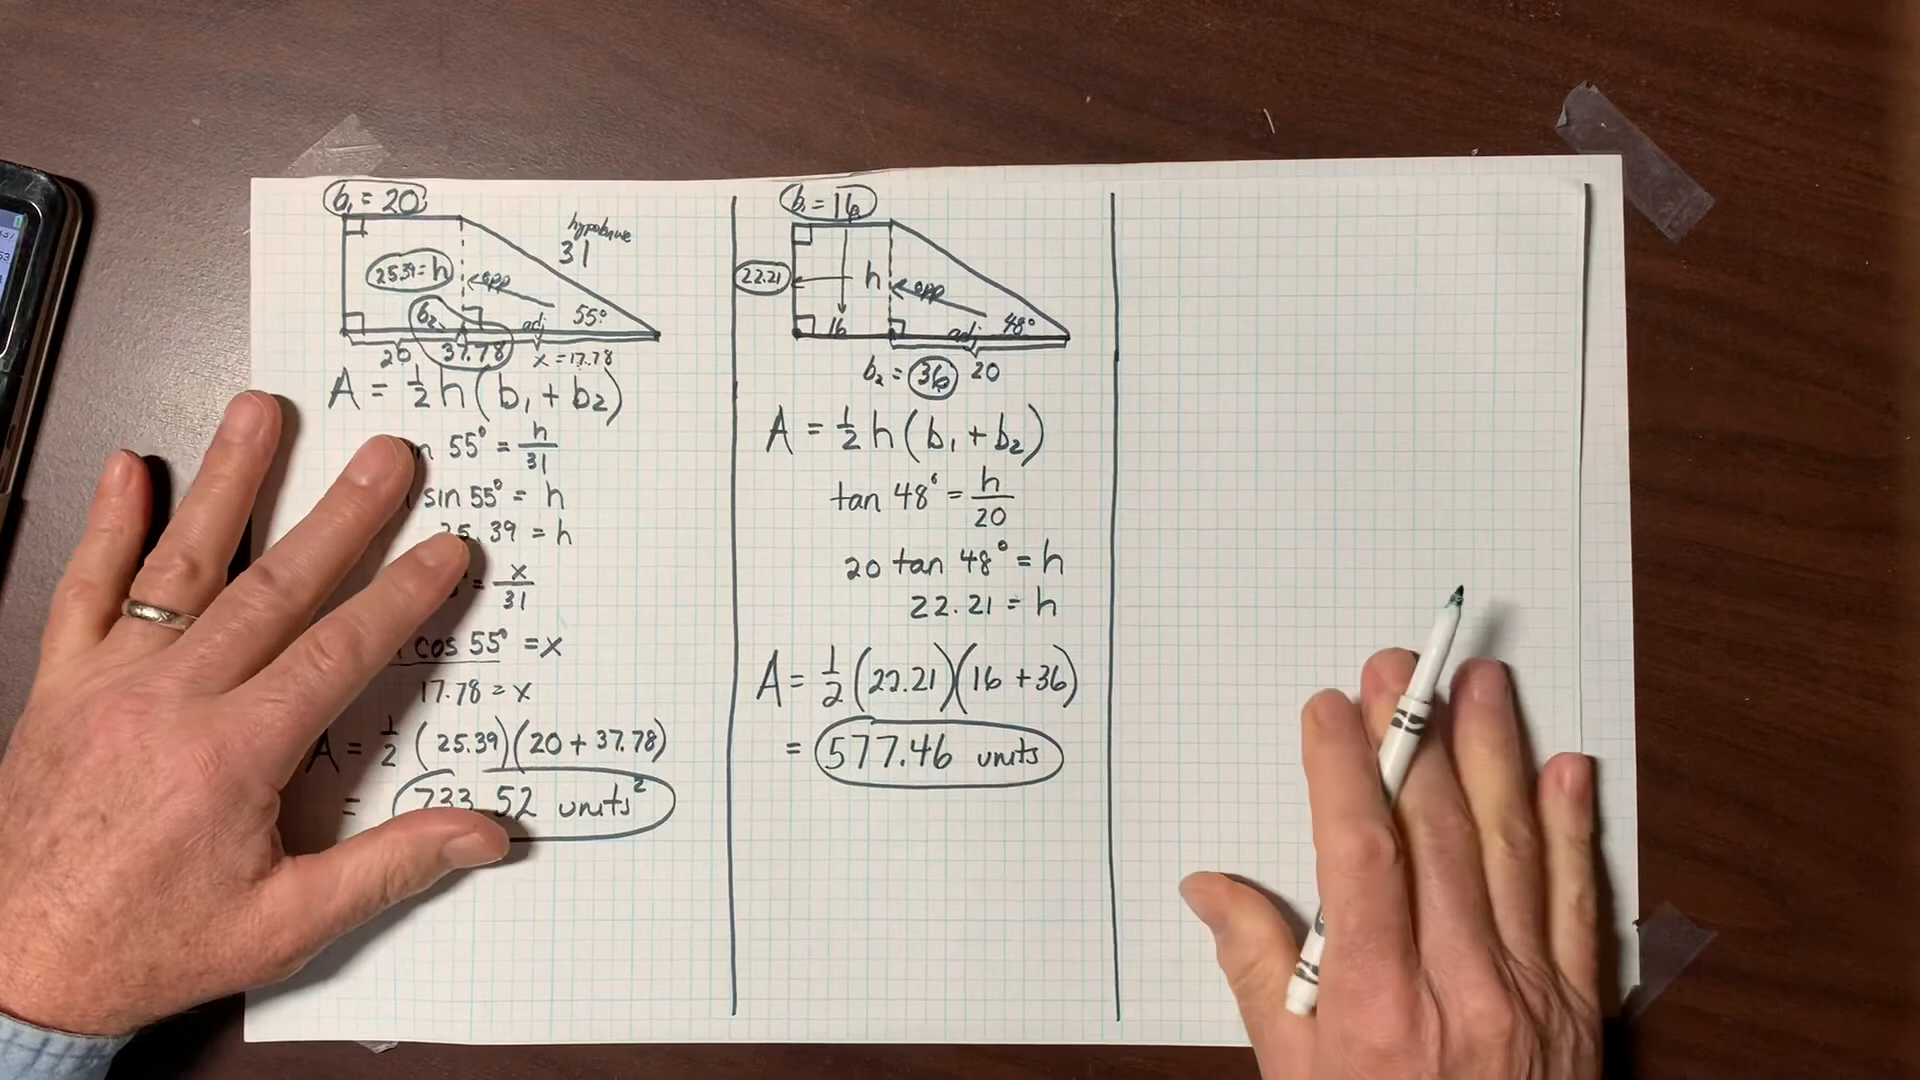 b₁ = 20
hypotenuse
31
25.39 = h
opp
b₂
adj
55°
20
37.78
x = 17.78
A = ½ h (b₁ + b₂)
55° = h/31
sin 55° = h
25.39 = h
= x/31
cos 55° = x
17.78 = x
A = ½ (25.39)(20 + 37.78)
= 733.52 units²
b₁ = 16
22.21
h
opp
16
adj
48°
b₂ = 36
20
A = ½ h (b₁ + b₂)
tan 48° = h/20
20 tan 48° = h
22.21 = h
A = ½ (22.21)(16 + 36)
= 577.46 units